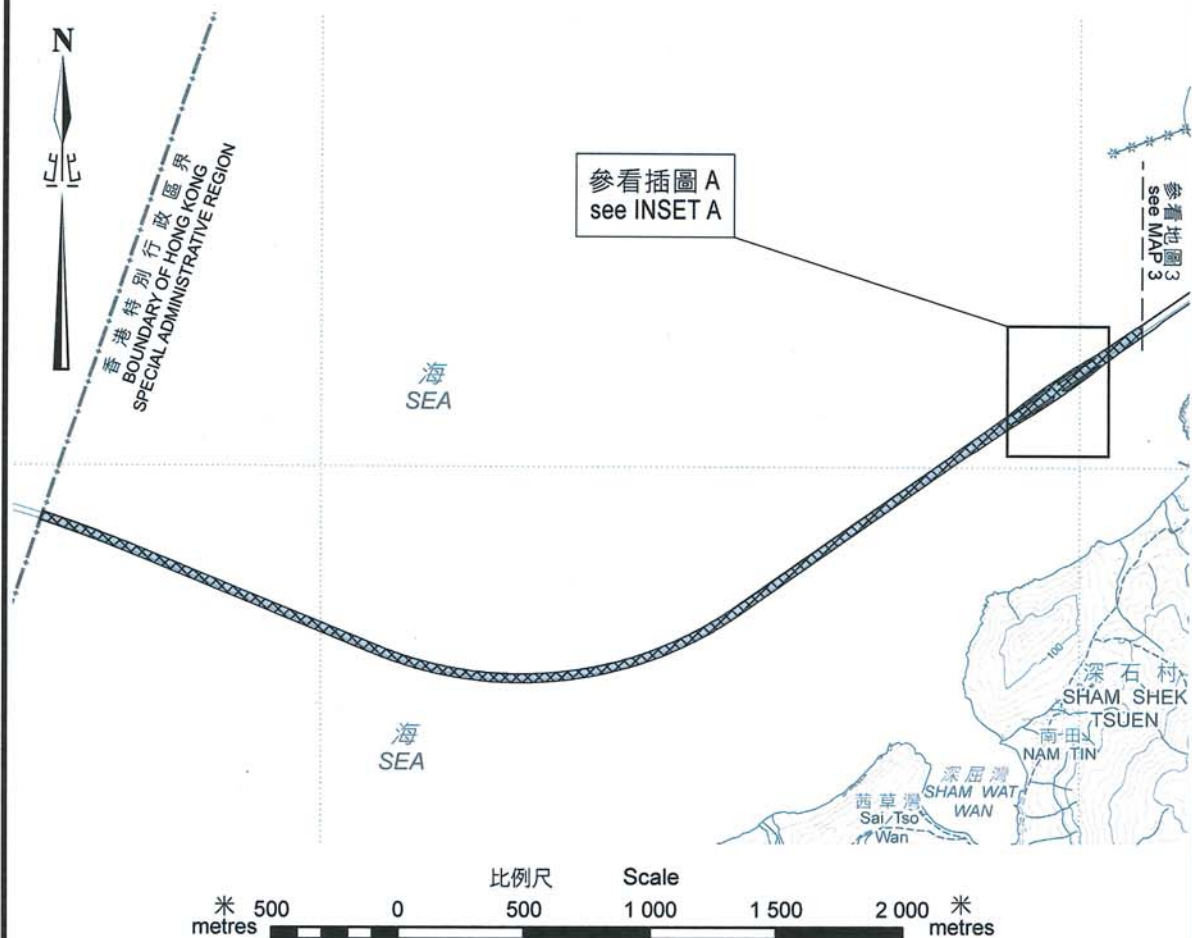 N
北
香港特別行政區界
BOUNDARY OF HONG KONG
SPECIAL ADMINISTRATIVE REGION
參看插圖 A
see INSET A
參看地圖 3
see MAP 3
海
SEA
海
SEA
100
深石村
SHAM SHEK
TSUEN
南田
NAM TIN
深屈灣
SHAM WAT
WAN
茜草灣
Sai Tso
Wan
比例尺 Scale
米
metres
500 0 500 1 000 1 500 2 000
米
metres